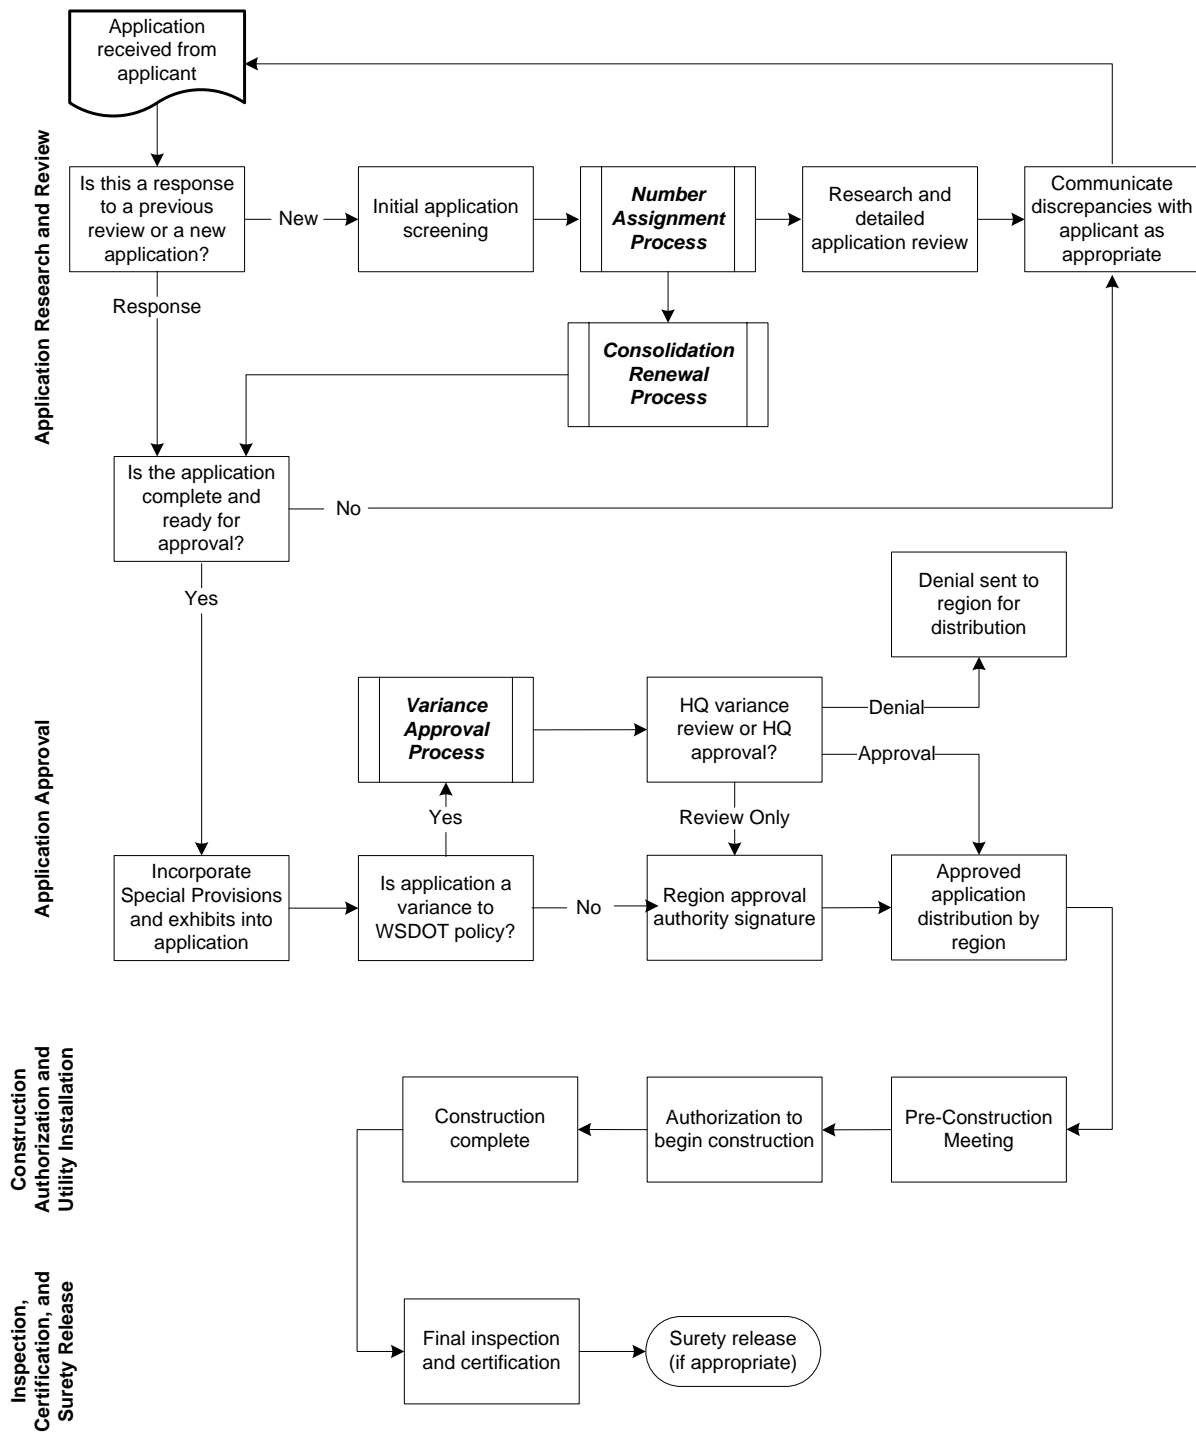 Application
received from
applicant
Application Research and Review
Is this a response
to a previous
review or a new
application?
New
Initial application
screening
Number
Assignment
Process
Research and
detailed
application review
Communicate
discrepancies with
applicant as
appropriate
Response
Consolidation
Renewal
Process
Is the application
complete and
ready for
approval?
No
Yes
Denial sent to
region for
distribution
Application Approval
Variance
Approval
Process
HQ variance
review or HQ
approval?
Denial
Approval
Yes
Review Only
Incorporate
Special Provisions
and exhibits into
application
Is application a
variance to
WSDOT policy?
No
Region approval
authority signature
Approved
application
distribution by
region
Construction
Authorization and
Utility Installation
Construction
complete
Authorization to
begin construction
Pre-Construction
Meeting
Inspection,
Certification, and
Surety Release
Final inspection
and certification
Surety release
(if appropriate)